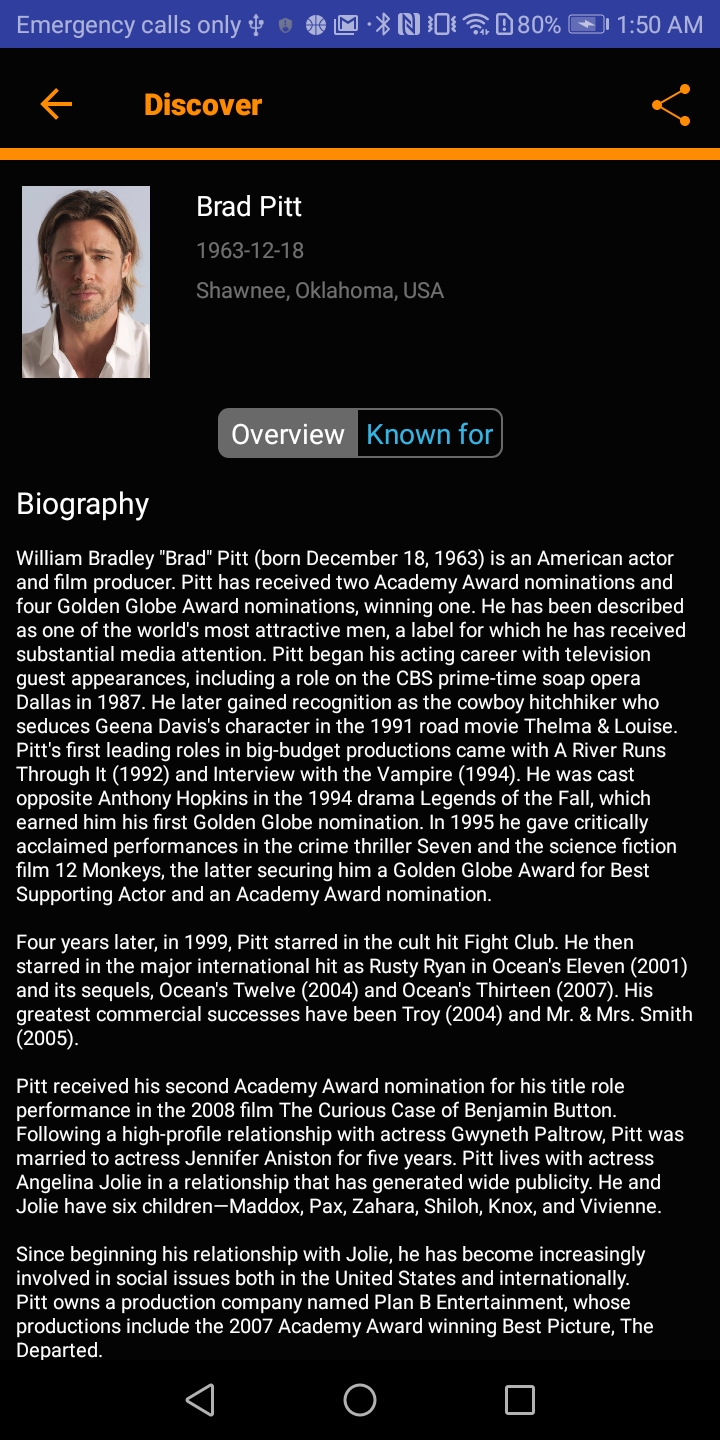 Emergency calls only 80% 1:50 AM
Discover
Brad Pitt
1963-12-18
Shawnee, Oklahoma, USA
Overview Known for
Biography
William Bradley "Brad" Pitt (born December 18, 1963) is an American actor
and film producer. Pitt has received two Academy Award nominations and
four Golden Globe Award nominations, winning one. He has been described
as one of the world's most attractive men, a label for which he has received
substantial media attention. Pitt began his acting career with television
guest appearances, including a role on the CBS prime-time soap opera
Dallas in 1987. He later gained recognition as the cowboy hitchhiker who
seduces Geena Davis's character in the 1991 road movie Thelma & Louise.
Pitt's first leading roles in big-budget productions came with A River Runs
Through It (1992) and Interview with the Vampire (1994). He was cast
opposite Anthony Hopkins in the 1994 drama Legends of the Fall, which
earned him his first Golden Globe nomination. In 1995 he gave critically
acclaimed performances in the crime thriller Seven and the science fiction
film 12 Monkeys, the latter securing him a Golden Globe Award for Best
Supporting Actor and an Academy Award nomination.
Four years later, in 1999, Pitt starred in the cult hit Fight Club. He then
starred in the major international hit as Rusty Ryan in Ocean's Eleven (2001)
and its sequels, Ocean's Twelve (2004) and Ocean's Thirteen (2007). His
greatest commercial successes have been Troy (2004) and Mr. & Mrs. Smith
(2005).
Pitt received his second Academy Award nomination for his title role
performance in the 2008 film The Curious Case of Benjamin Button.
Following a high-profile relationship with actress Gwyneth Paltrow, Pitt was
married to actress Jennifer Aniston for five years. Pitt lives with actress
Angelina Jolie in a relationship that has generated wide publicity. He and
Jolie have six children—Maddox, Pax, Zahara, Shiloh, Knox, and Vivienne.
Since beginning his relationship with Jolie, he has become increasingly
involved in social issues both in the United States and internationally.
Pitt owns a production company named Plan B Entertainment, whose
productions include the 2007 Academy Award winning Best Picture, The
Departed.